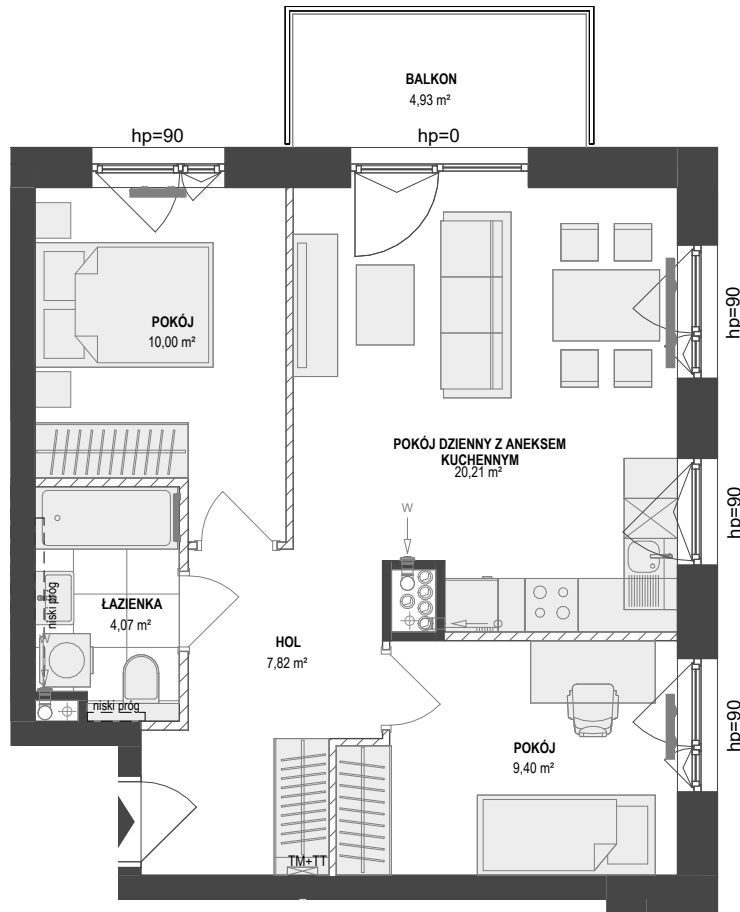 BALKON
4,93 m²
hp=90
hp=0
POKÓJ
10,00 m²
hp=90
POKÓJ DZIENNY Z ANEKSEM
KUCHENNYM
20,21 m²
W
hp=90
niski próg
ŁAZIENKA
4,07 m²
W
O
HOL
7,82 m²
niski próg
hp=90
POKÓJ
9,40 m²
TM+TT